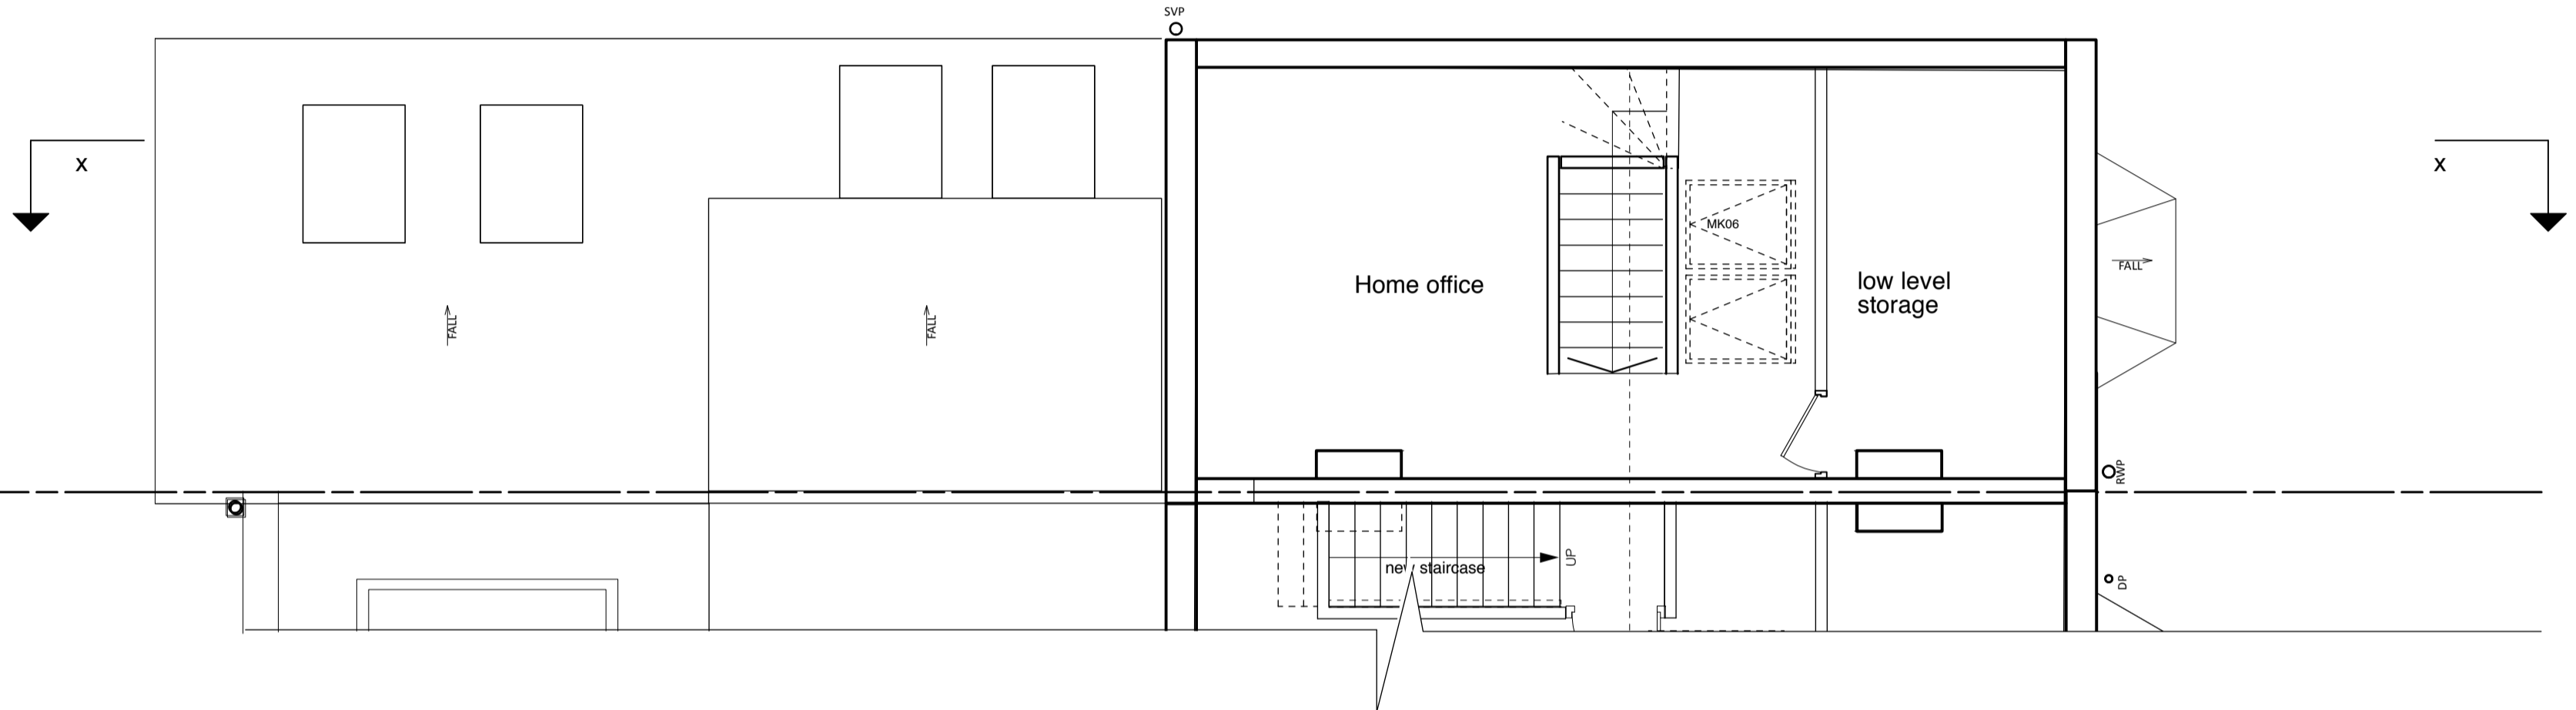 SVP
x
x
MK06
Home office
low level
storage
FALL
FALL
FALL
RWP
UP
new staircase
DP